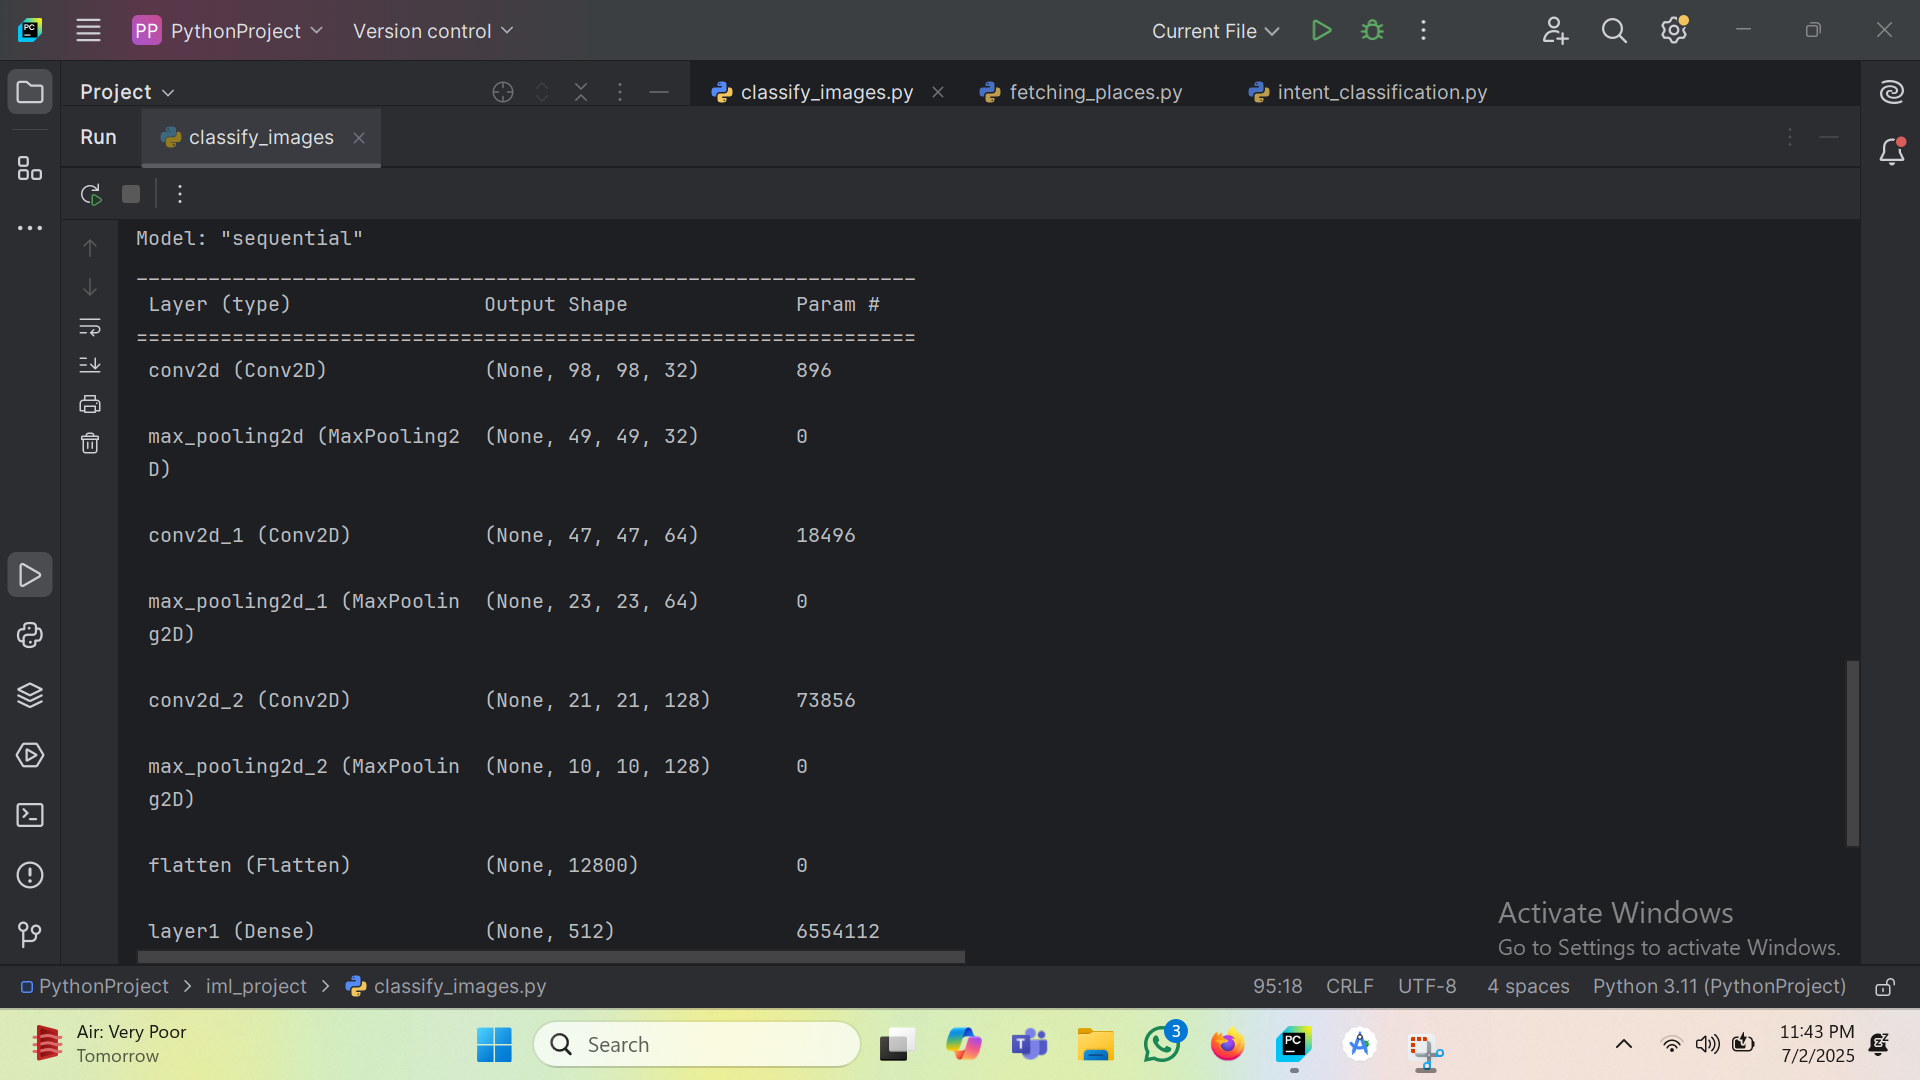 PP PythonProject Version control Current File
Project classify_images.py fetching_places.py intent_classification.py
Run classify_images
Model: "sequential"
_________________________________________________________________
Layer (type) Output Shape Param #
=================================================================
conv2d (Conv2D) (None, 98, 98, 32) 896
max_pooling2d (MaxPooling2 (None, 49, 49, 32) 0
D)
conv2d_1 (Conv2D) (None, 47, 47, 64) 18496
max_pooling2d_1 (MaxPoolin (None, 23, 23, 64) 0
g2D)
conv2d_2 (Conv2D) (None, 21, 21, 128) 73856
max_pooling2d_2 (MaxPoolin (None, 10, 10, 128) 0
g2D)
flatten (Flatten) (None, 12800) 0
layer1 (Dense) (None, 512) 6554112
Activate Windows
Go to Settings to activate Windows.
PythonProject > iml_project > classify_images.py 95:18 CRLF UTF-8 4 spaces Python 3.11 (PythonProject)
Air: Very Poor
Tomorrow
Search
3
PC
11:43 PM
7/2/2025